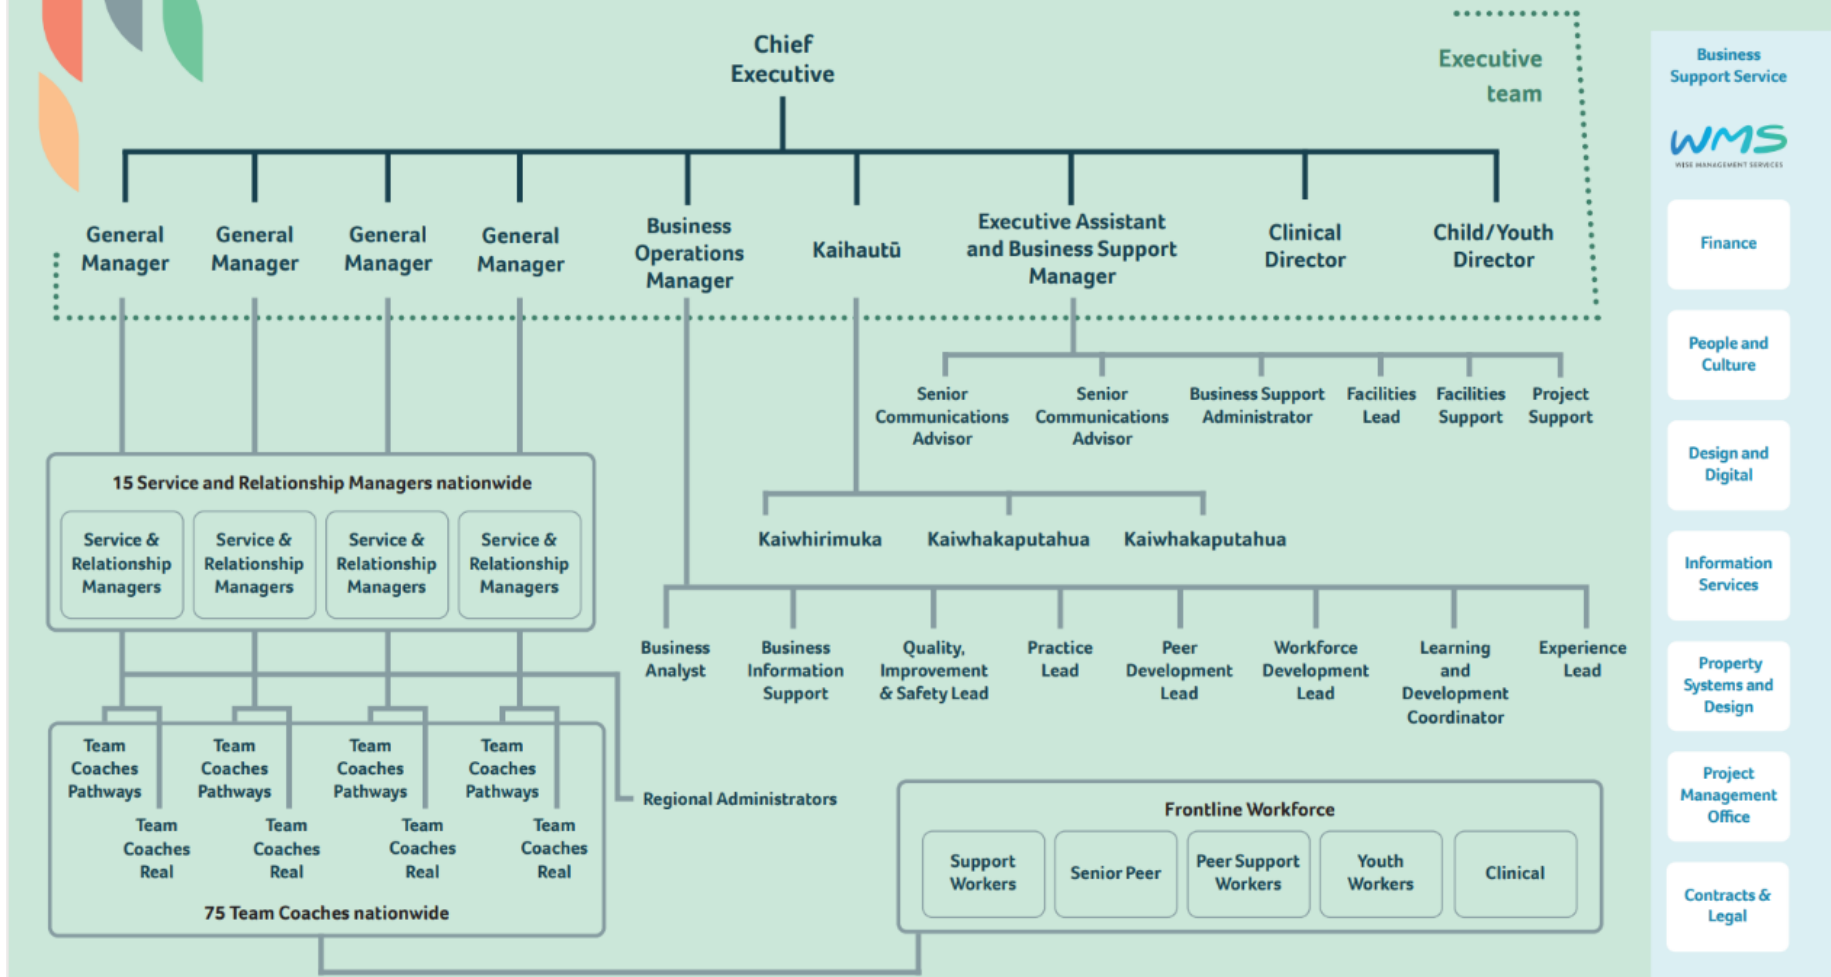 Chief
Executive
Executive
team
General
Manager
General
Manager
General
Manager
General
Manager
Business
Operations
Manager
Kaihautū
Executive Assistant
and Business Support
Manager
Clinical
Director
Child/Youth
Director
Senior
Communications
Advisor
Senior
Communications
Advisor
Business Support
Administrator
Facilities
Lead
Facilities
Support
Project
Support
15 Service and Relationship Managers nationwide
Service &
Relationship
Managers
Service &
Relationship
Managers
Service &
Relationship
Managers
Service &
Relationship
Managers
Kaiwhirimuka
Kaiwhakaputahua
Kaiwhakaputahua
Business
Analyst
Business
Information
Support
Quality,
Improvement
& Safety Lead
Practice
Lead
Peer
Development
Lead
Workforce
Development
Lead
Learning
and
Development
Coordinator
Experience
Lead
Team
Coaches
Pathways
Team
Coaches
Pathways
Team
Coaches
Pathways
Team
Coaches
Pathways
Team
Coaches
Real
Team
Coaches
Real
Team
Coaches
Real
Team
Coaches
Real
75 Team Coaches nationwide
Regional Administrators
Frontline Workforce
Support
Workers
Senior Peer
Peer Support
Workers
Youth
Workers
Clinical
Business
Support Service
WMS
WISE MANAGEMENT SERVICES
Finance
People and
Culture
Design and
Digital
Information
Services
Property
Systems and
Design
Project
Management
Office
Contracts &
Legal